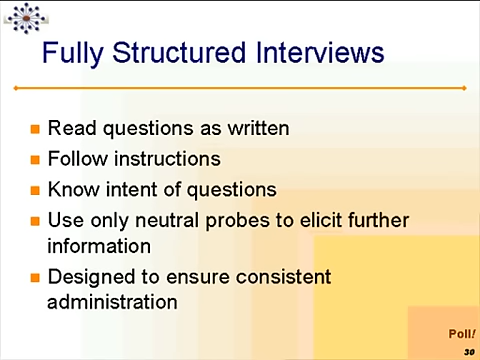 Fully Structured Interviews
Read questions as written
Follow instructions
Know intent of questions
Use only neutral probes to elicit further
information
Designed to ensure consistent
administration
Poll!
30